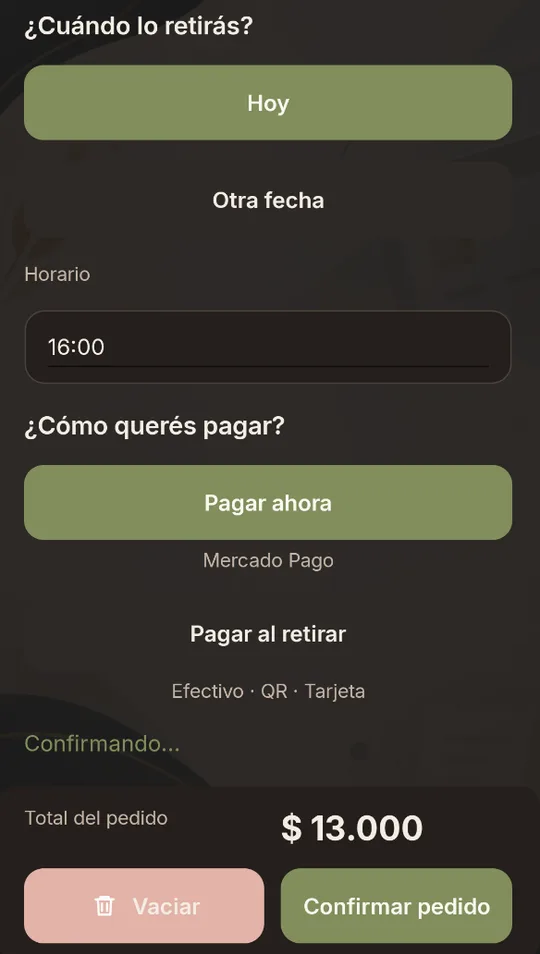 ¿Cuándo lo retirás?
Hoy
Otra fecha
Horario
16:00
¿Cómo querés pagar?
Pagar ahora
Mercado Pago
Pagar al retirar
Efectivo · QR · Tarjeta
Confirmando...
Total del pedido
$ 13.000
Vaciar
Confirmar pedido